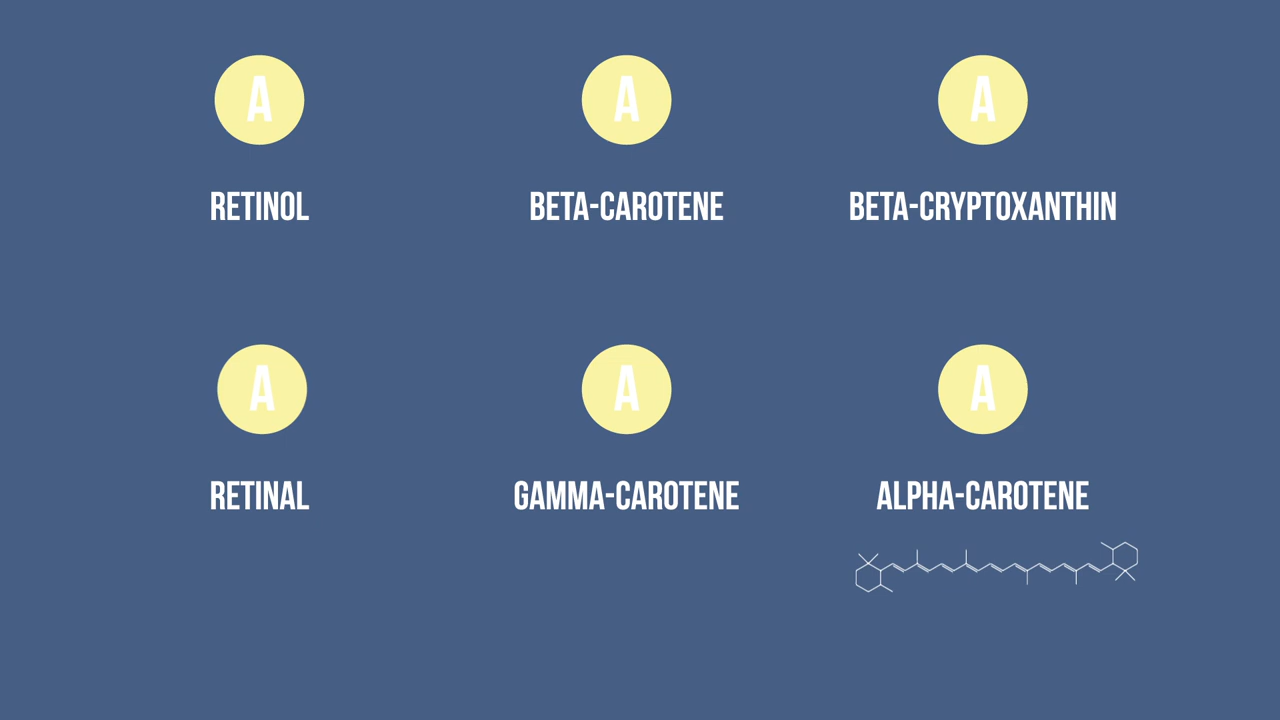 A
A
A
RETINOL
BETA-CAROTENE
BETA-CRYPTOXANTHIN
A
A
A
RETINAL
GAMMA-CAROTENE
ALPHA-CAROTENE